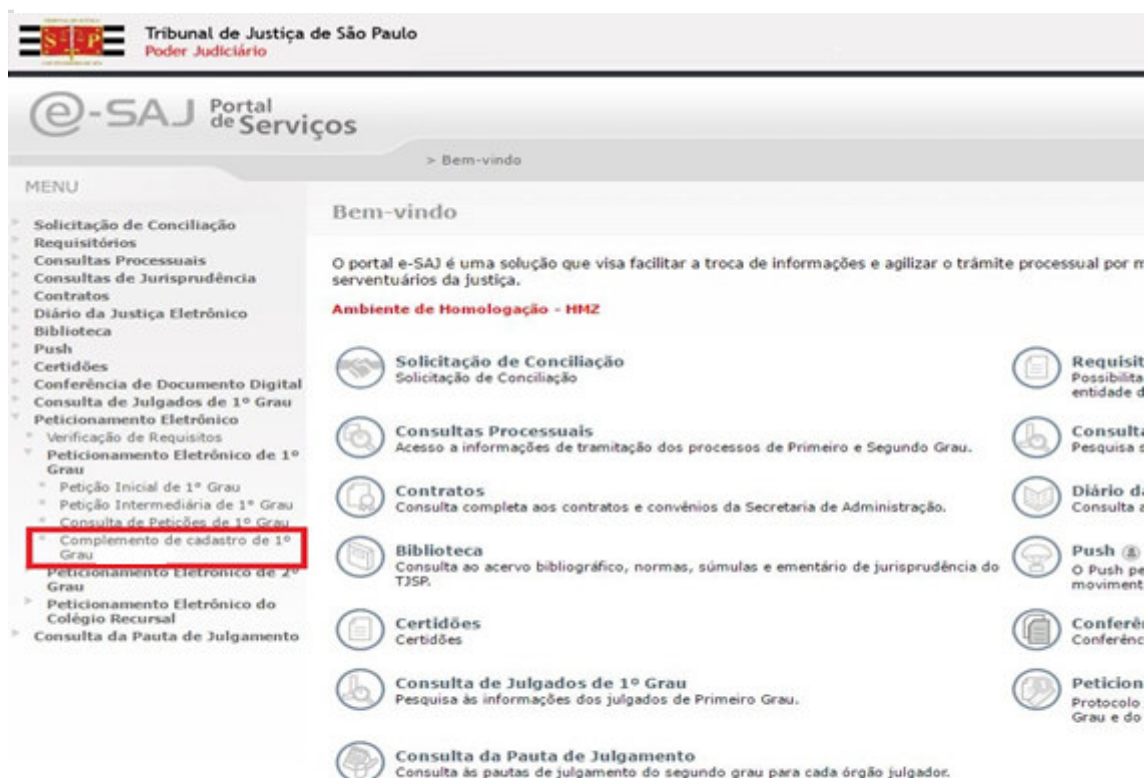 Tribunal de Justiça de São Paulo
Poder Judiciário
e-SAJ Portal de Serviços
> Bem-vindo
MENU
Solicitação de Conciliação
Requisitórios
Consultas Processuais
Consultas de Jurisprudência
Contratos
Diário da Justiça Eletrônico
Biblioteca
Push
Certidões
Conferência de Documento Digital
Consulta de Julgados de 1º Grau
Peticionamento Eletrônico
Verificação de Requisitos
Peticionamento Eletrônico de 1º
Grau
Petição Inicial de 1º Grau
Petição Intermediária de 1º Grau
Consulta de Petições de 1º Grau
Complemento de cadastro de 1º
Grau
Peticionamento Eletrônico de 2º
Grau
Peticionamento Eletrônico do
Colégio Recursal
Consulta da Pauta de Julgamento
Bem-vindo
O portal e-SAJ é uma solução que visa facilitar a troca de informações e agilizar o trâmite processual por m
serventuários da justiça.
Ambiente de Homologação - HMZ
Solicitação de Conciliação
Solicitação de Conciliação
Requisit
Possibilita
entidade d
Consultas Processuais
Acesso a informações de tramitação dos processos de Primeiro e Segundo Grau.
Consulta
Pesquisa s
Contratos
Consulta completa aos contratos e convênios da Secretaria de Administração.
Diário da
Consulta a
Biblioteca
Consulta ao acervo bibliográfico, normas, súmulas e ementário de jurisprudência do
TJSP.
Push
O Push pe
moviment
Certidões
Certidões
Conferên
Conferênc
Consulta de Julgados de 1º Grau
Pesquisa às informações dos julgados de Primeiro Grau.
Peticion
Protocolo
Grau e do
Consulta da Pauta de Julgamento
Consulta às pautas de julgamento do segundo grau para cada órgão julgador.